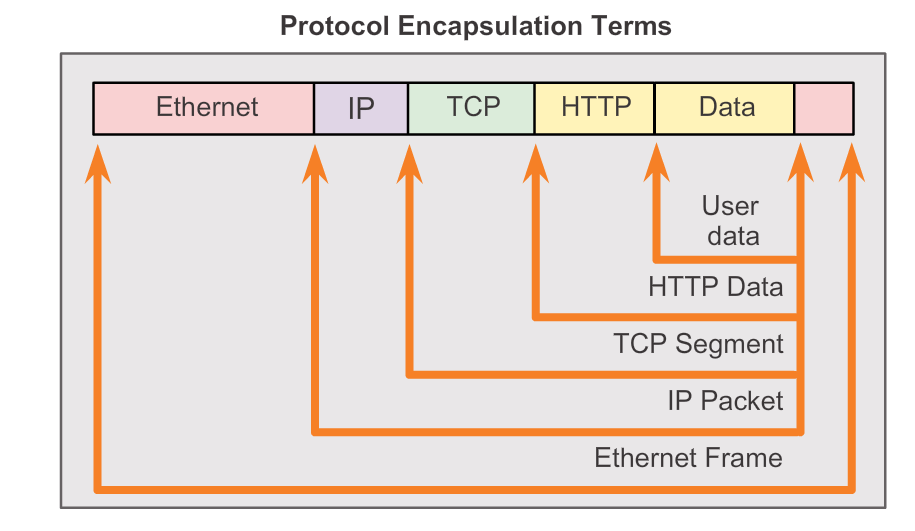 Protocol Encapsulation Terms
Ethernet IP TCP HTTP Data
User
data
HTTP Data
TCP Segment
IP Packet
Ethernet Frame